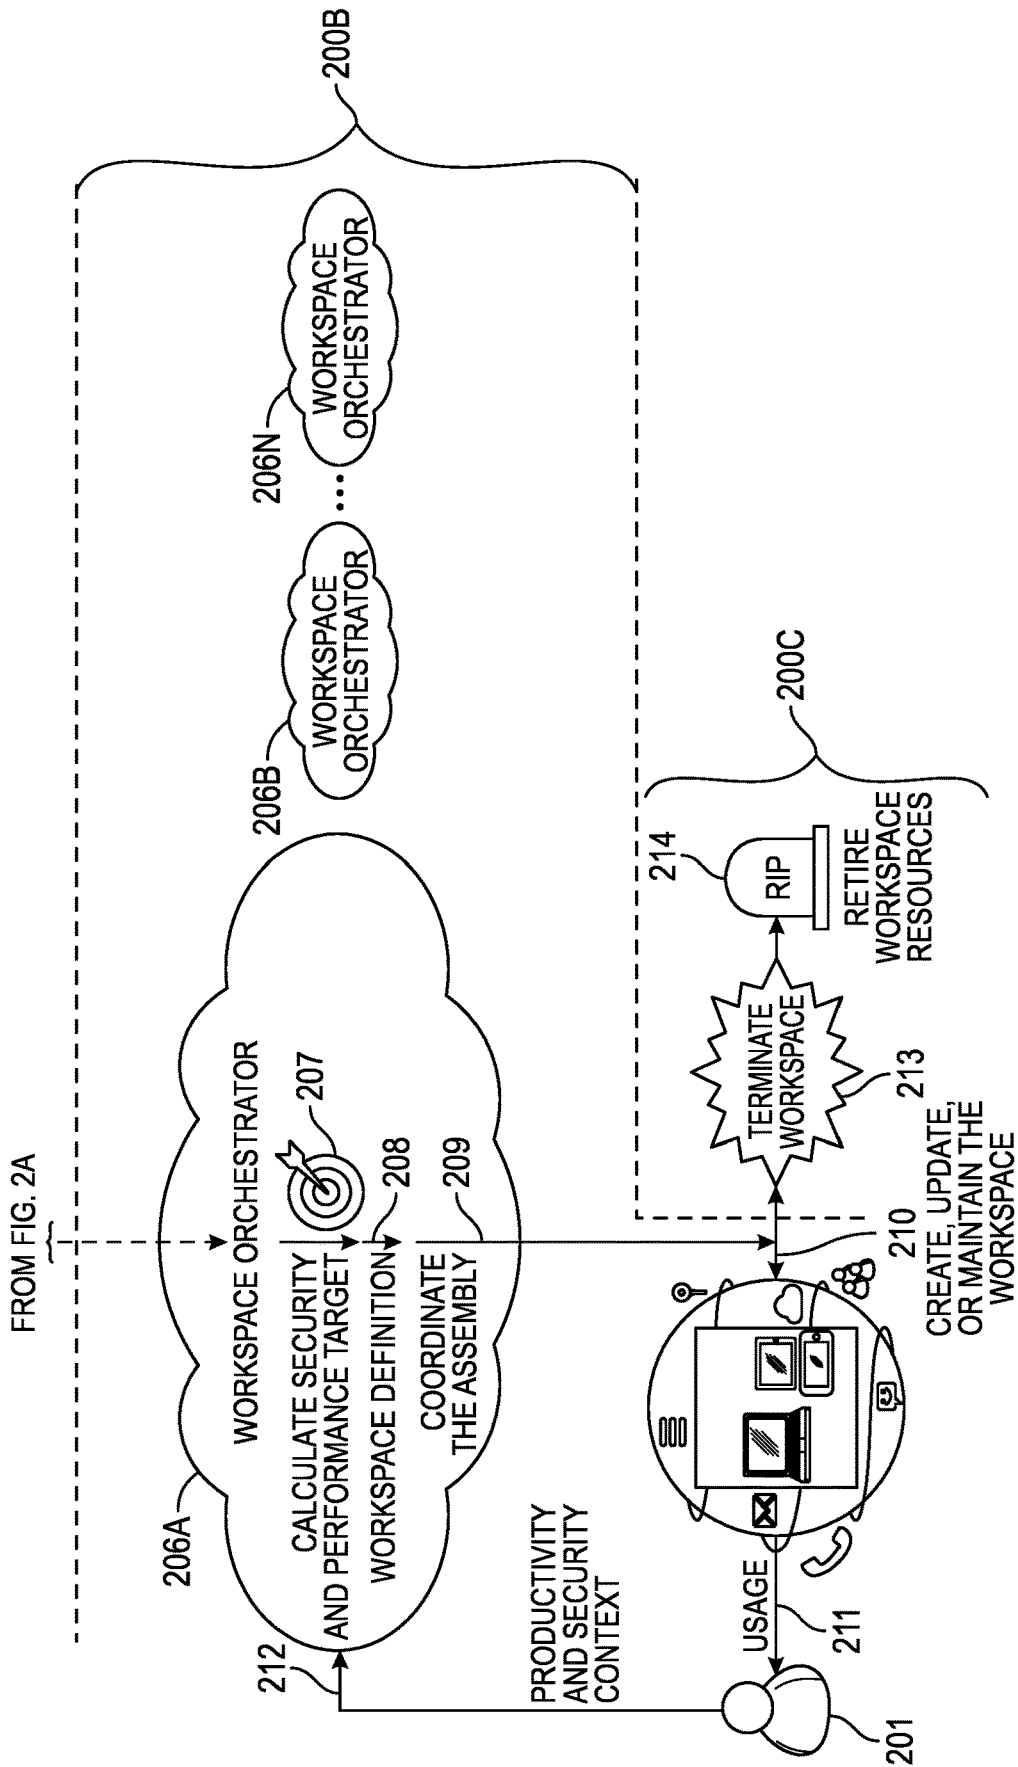 FROM FIG. 2A
200B
206A
WORKSPACE ORCHESTRATOR
207
CALCULATE SECURITY
AND PERFORMANCE TARGET
208
WORKSPACE DEFINITION
209
COORDINATE
THE ASSEMBLY
206B
WORKSPACE
ORCHESTRATOR
...
206N
WORKSPACE
ORCHESTRATOR
212
PRODUCTIVITY
AND SECURITY
CONTEXT
201
USAGE
211
210
CREATE, UPDATE,
OR MAINTAIN THE
WORKSPACE
TERMINATE
WORKSPACE
213
214
RIP
RETIRE
WORKSPACE
RESOURCES
200C